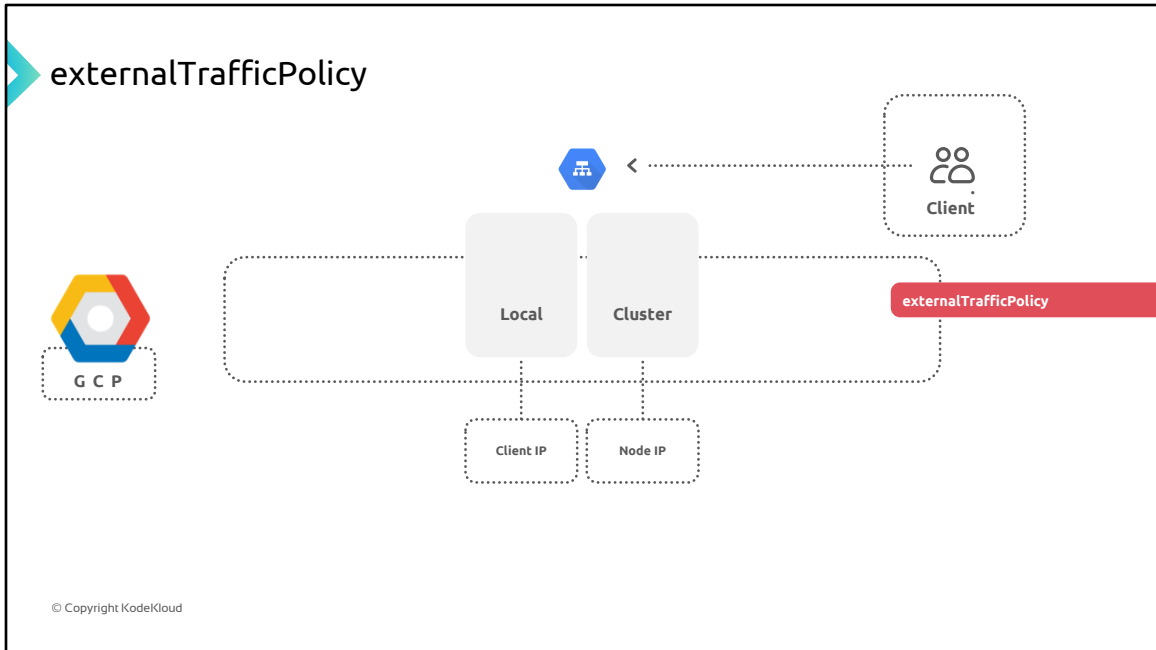 externalTrafficPolicy
Client
externalTrafficPolicy
Local
Cluster
G C P
Client IP
Node IP
© Copyright KodeKloud